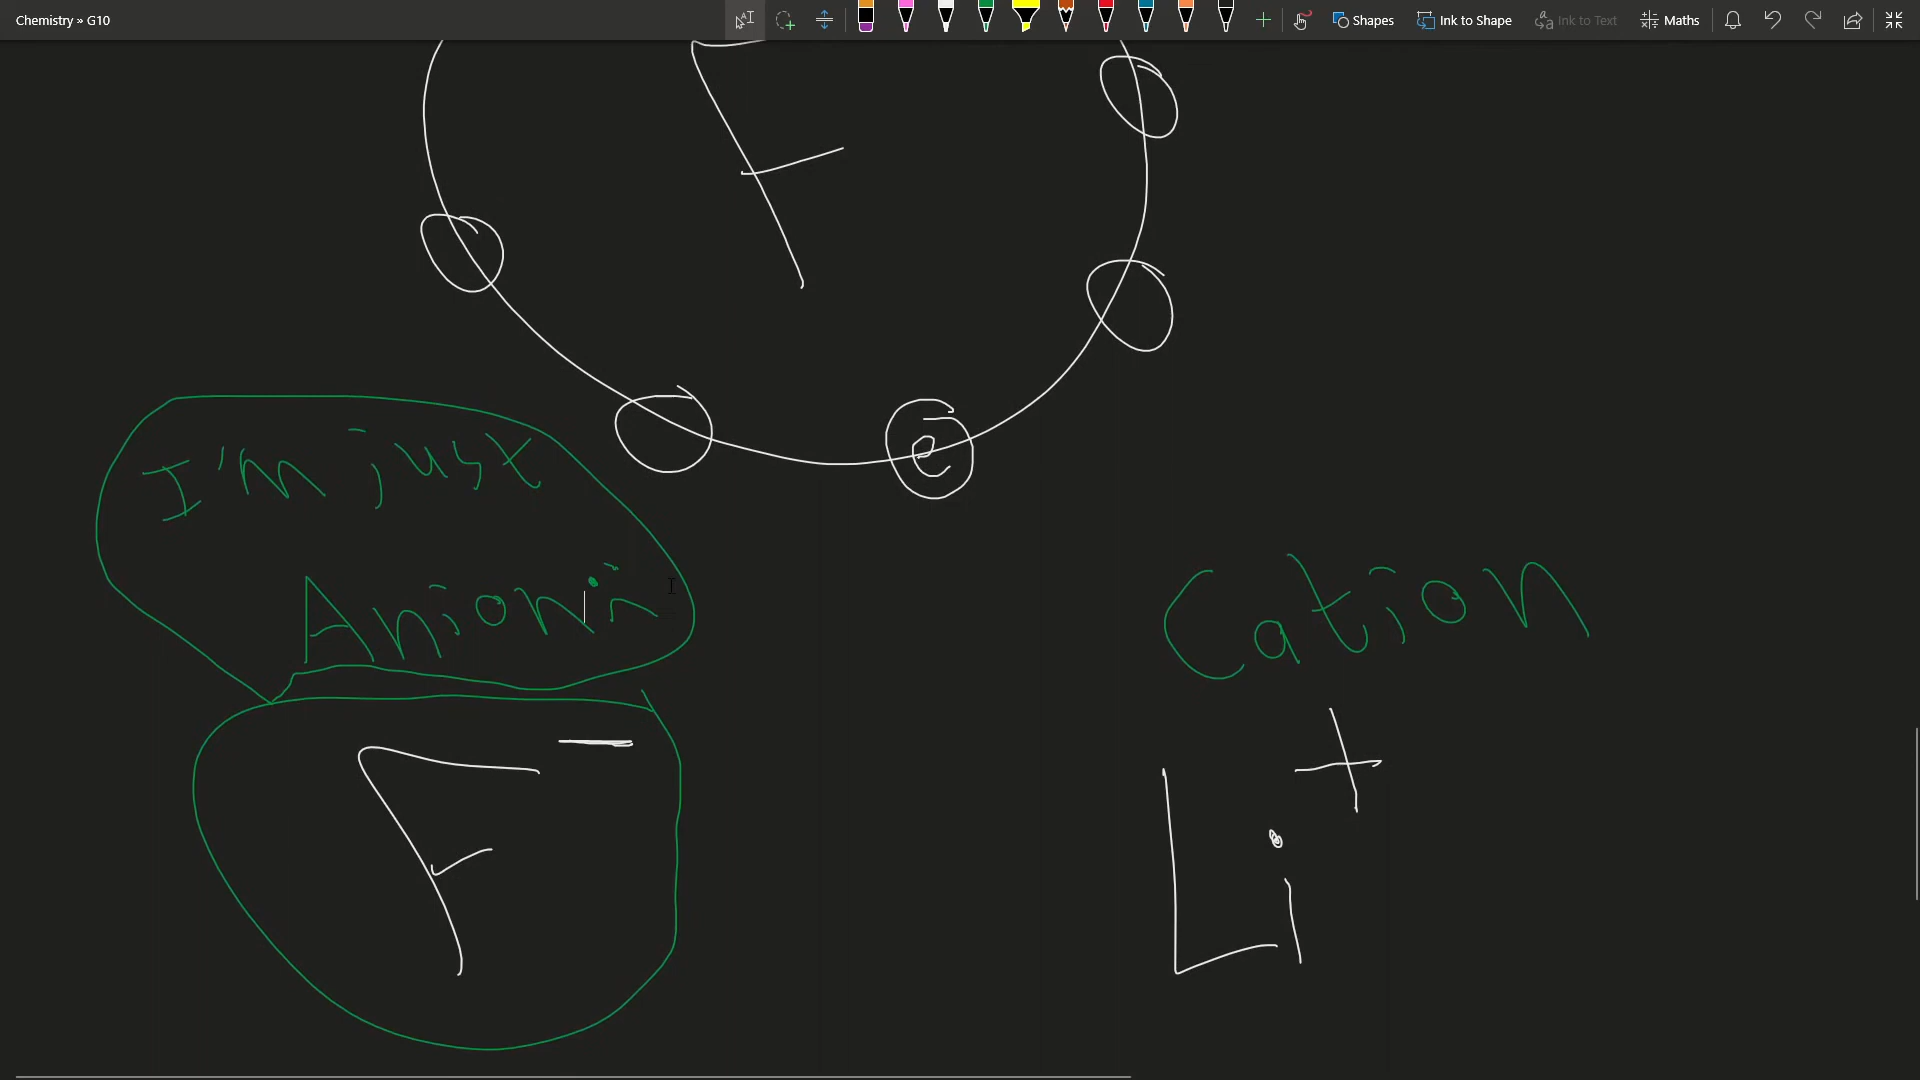 Chemistry » G10
Shapes
Ink to Shape
Ink to Text
Maths
F
e
I'm just
Anionin
Cation
F⁻
Li⁺